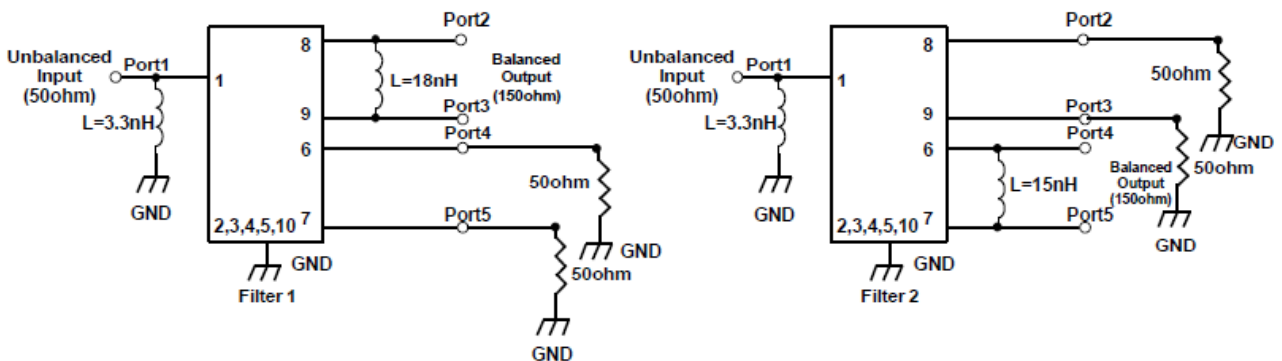 Port2
8
Unbalanced
Input
(50ohm)
Port1
1
L=3.3nH
GND
L=18nH
Balanced
Output
(150ohm)
9
Port3
Port4
6
50ohm
GND
Port5
7
2,3,4,5,10
GND
50ohm
Filter 1
GND
Port2
8
50ohm
GND
Unbalanced
Input
(50ohm)
Port1
1
L=3.3nH
GND
9
Port3
Port4
6
50ohm
L=15nH
Balanced
Output
(150ohm)
GND
Port5
7
2,3,4,5,10
GND
Filter 2